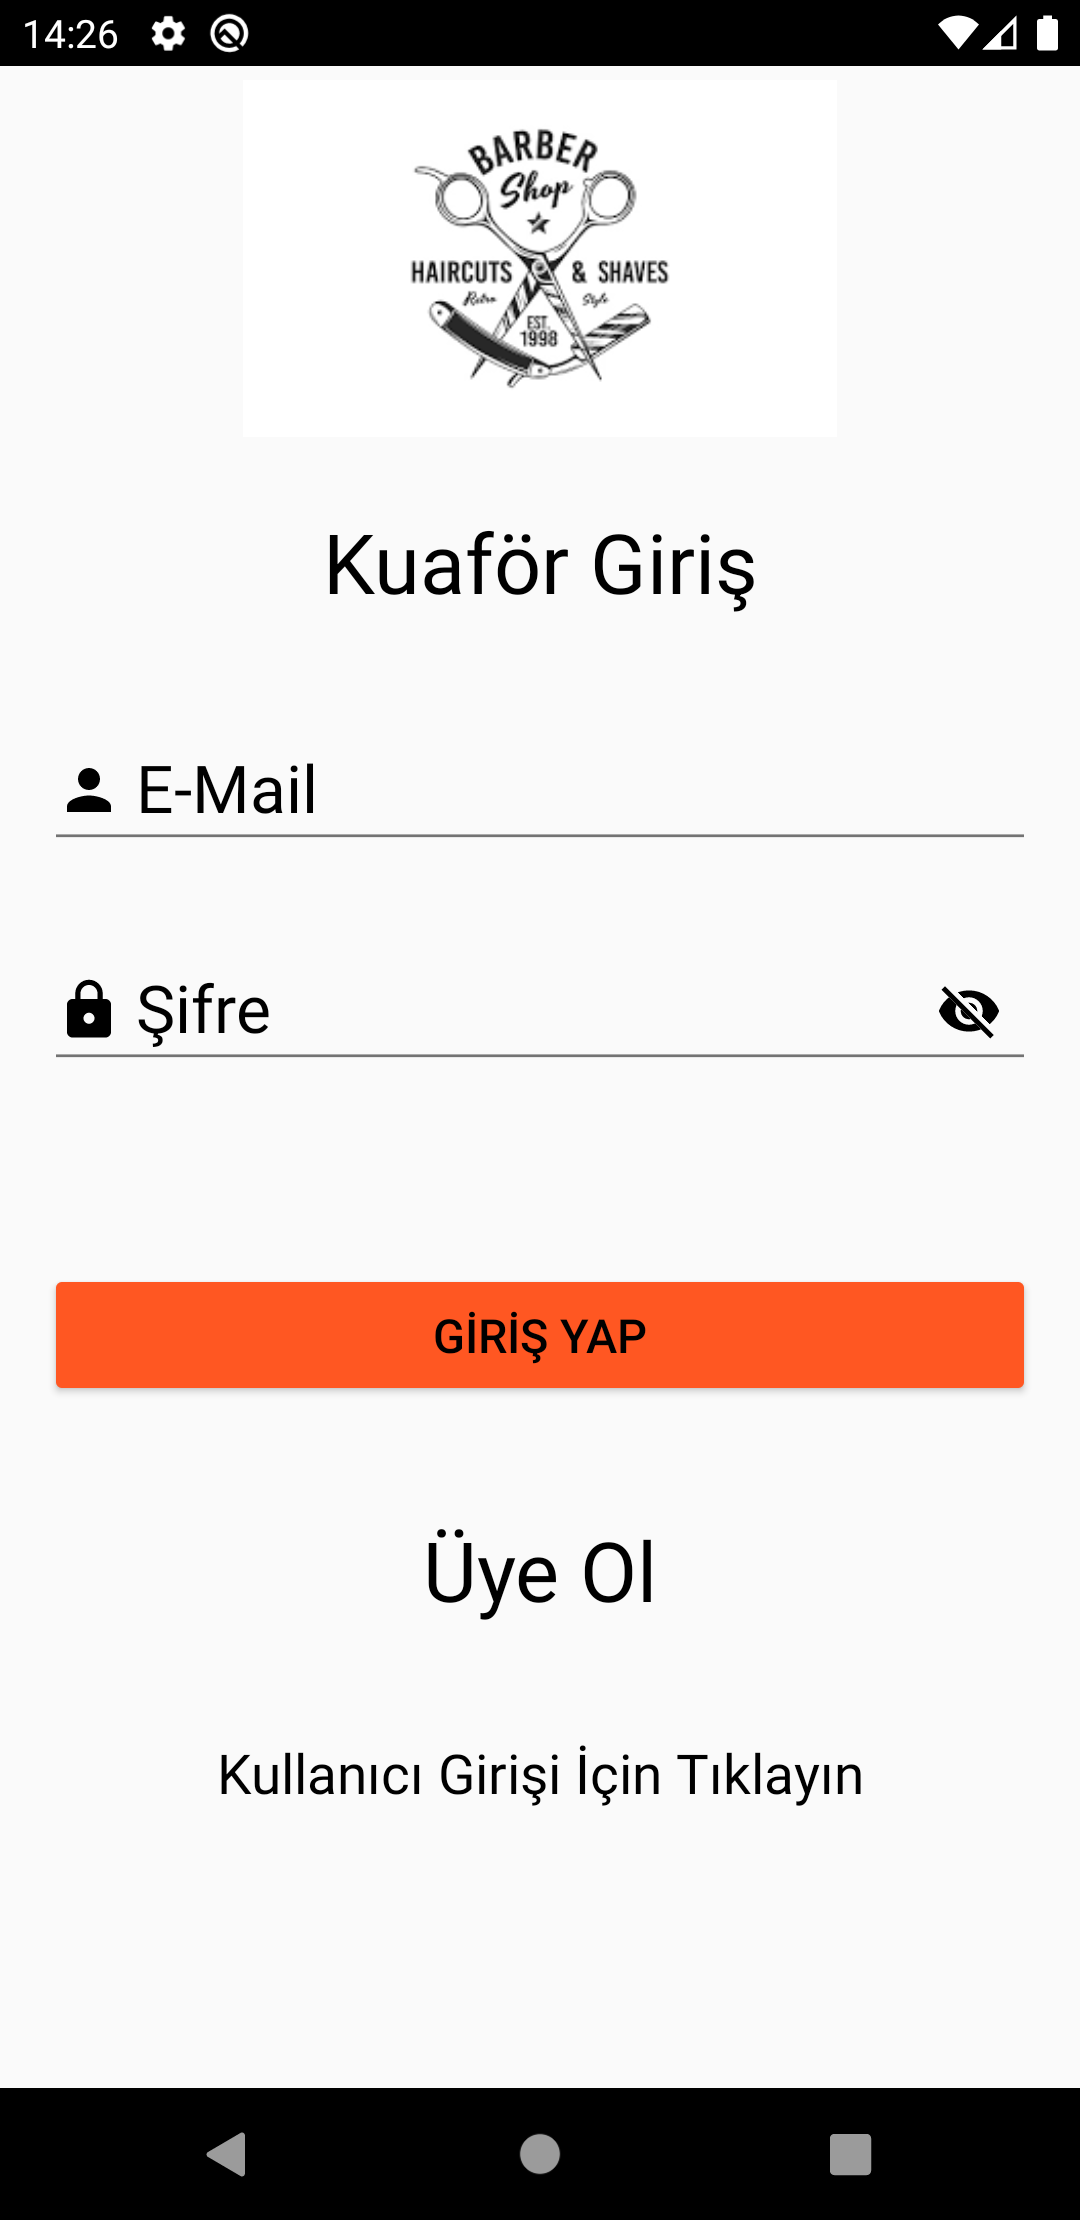 14:26
BARBER
Shop
HAIRCUTS & SHAVES
Retro Style
EST.
1998
Kuaför Giriş
E-Mail
Şifre
GİRİŞ YAP
Üye Ol
Kullanıcı Girişi İçin Tıklayın